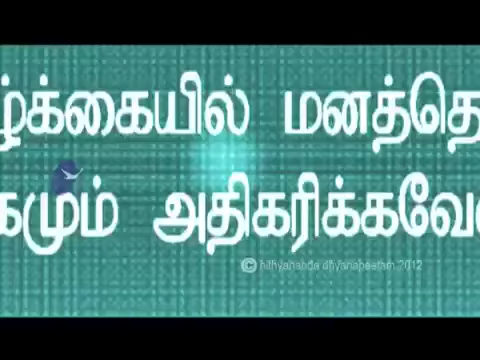 ழ்க்கையில் மனத்தெ
கமும் அதிகரிக்கவே
© nithyananda dhyanapeetam 2012